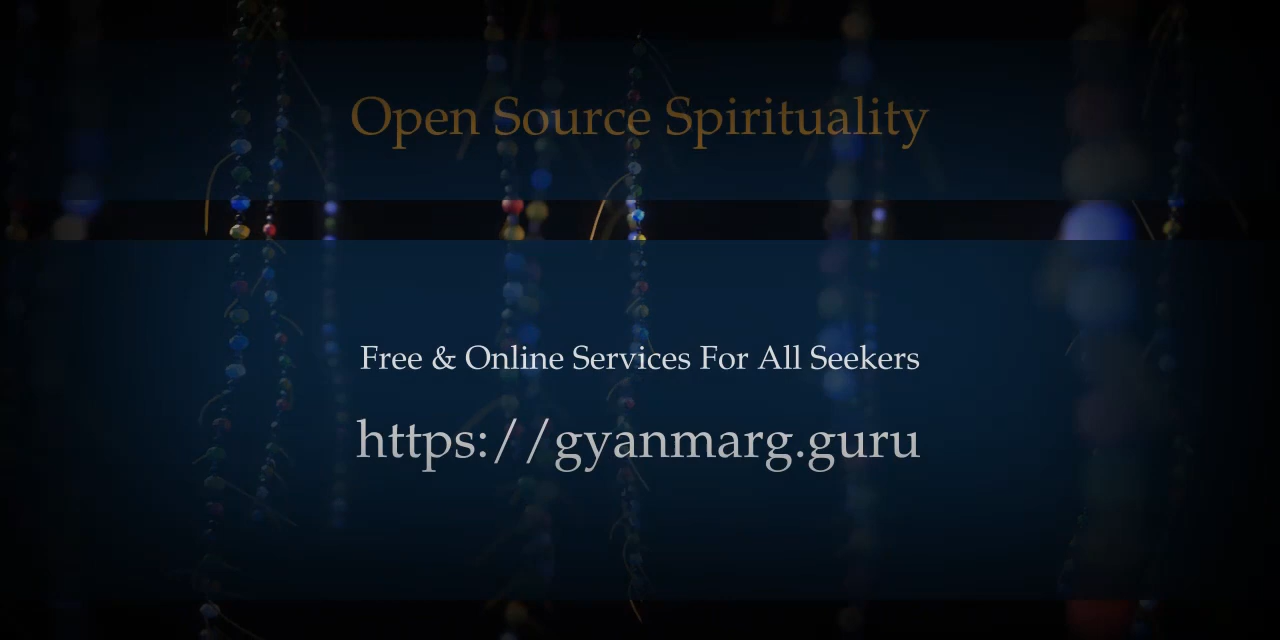 Open Source Spirituality
Free & Online Services For All Seekers
https://gyanmarg.guru